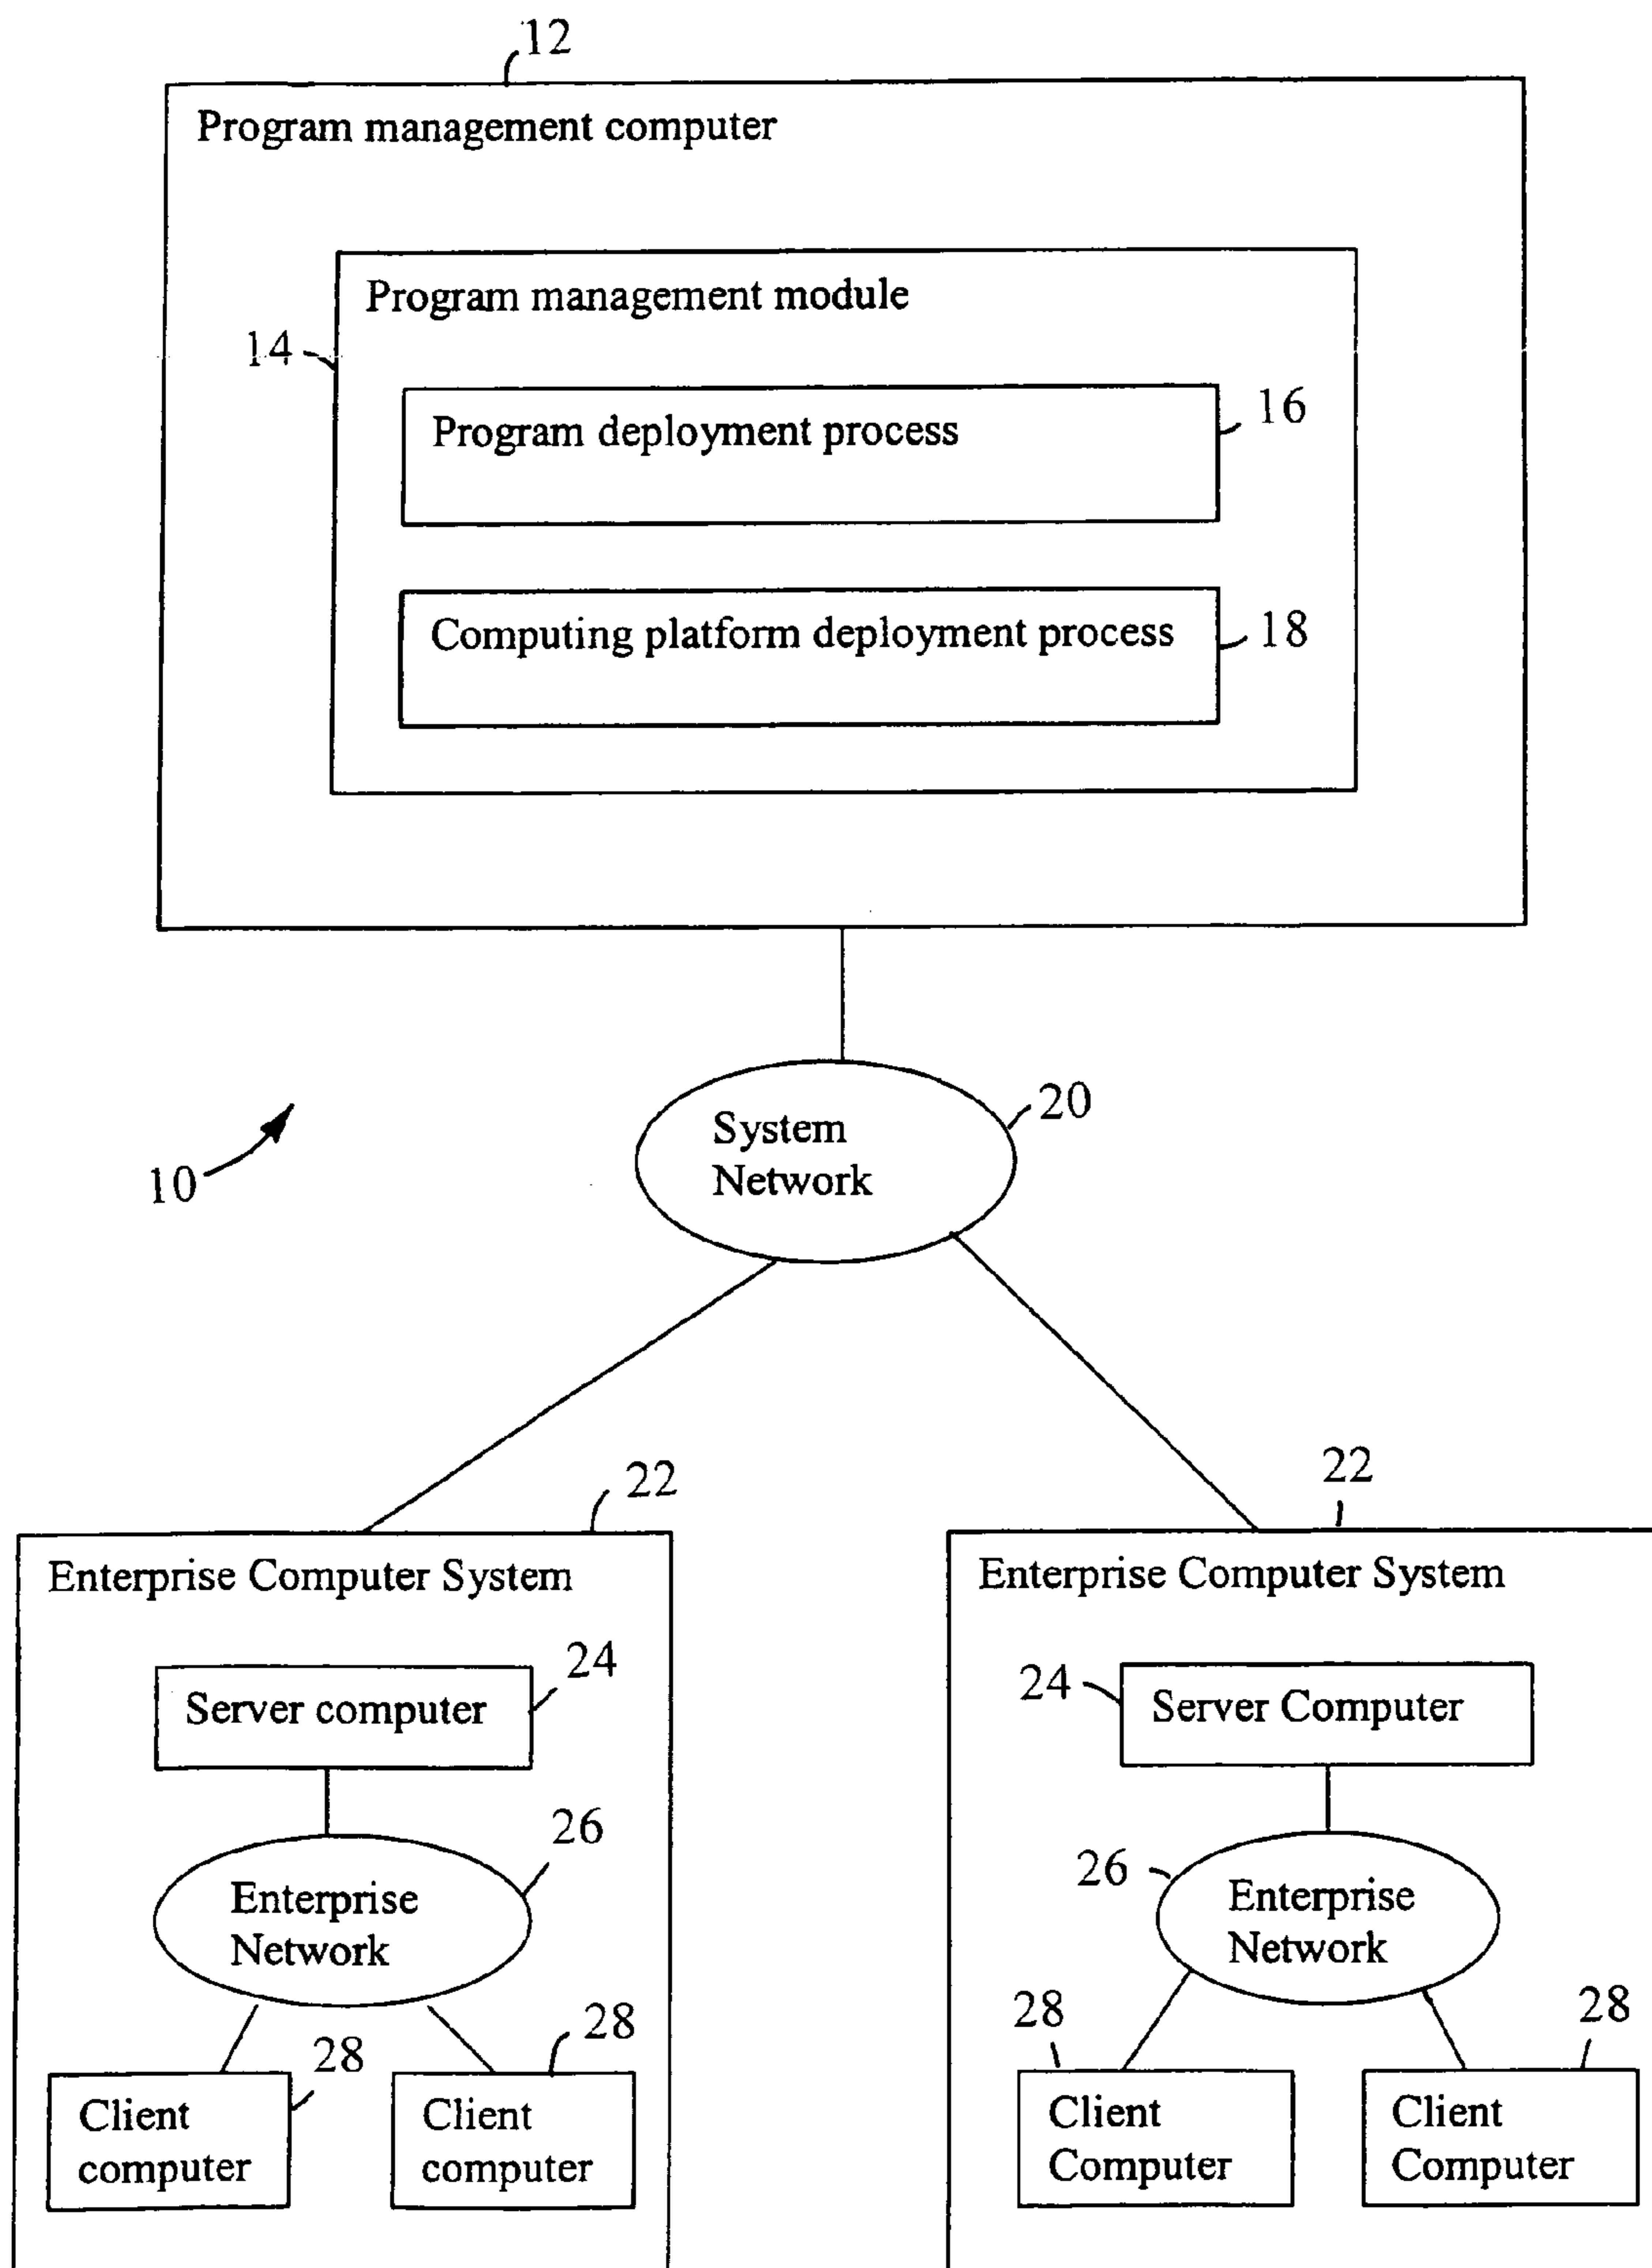 12
Program management computer
Program management module
14
Program deployment process
16
Computing platform deployment process
18
System
Network
20
10
22
Enterprise Computer System
Server computer
24
Enterprise
Network
26
28
28
Client
computer
Client
computer
22
Enterprise Computer System
24
Server Computer
26
Enterprise
Network
28
28
Client
Computer
Client
Computer